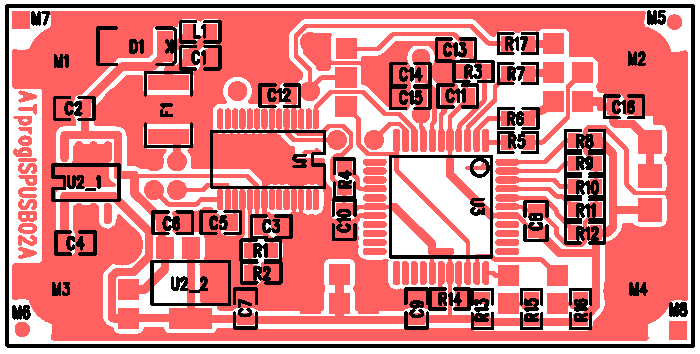 M7
M5
L1
D1
K
C13
R17
M1
C1
M2
C14
R3
R7
C2
F1
C12
C15
C11
C16
R6
R5
R8
U1
R9
U2_1
R4
R10
U3
C10
R11
C6
C5
C3
C8
R12
C4
R1
R2
M3
U2_2
M4
C7
C9
R14
R13
R15
R16
M6
M8
ATprogISPUSB02A